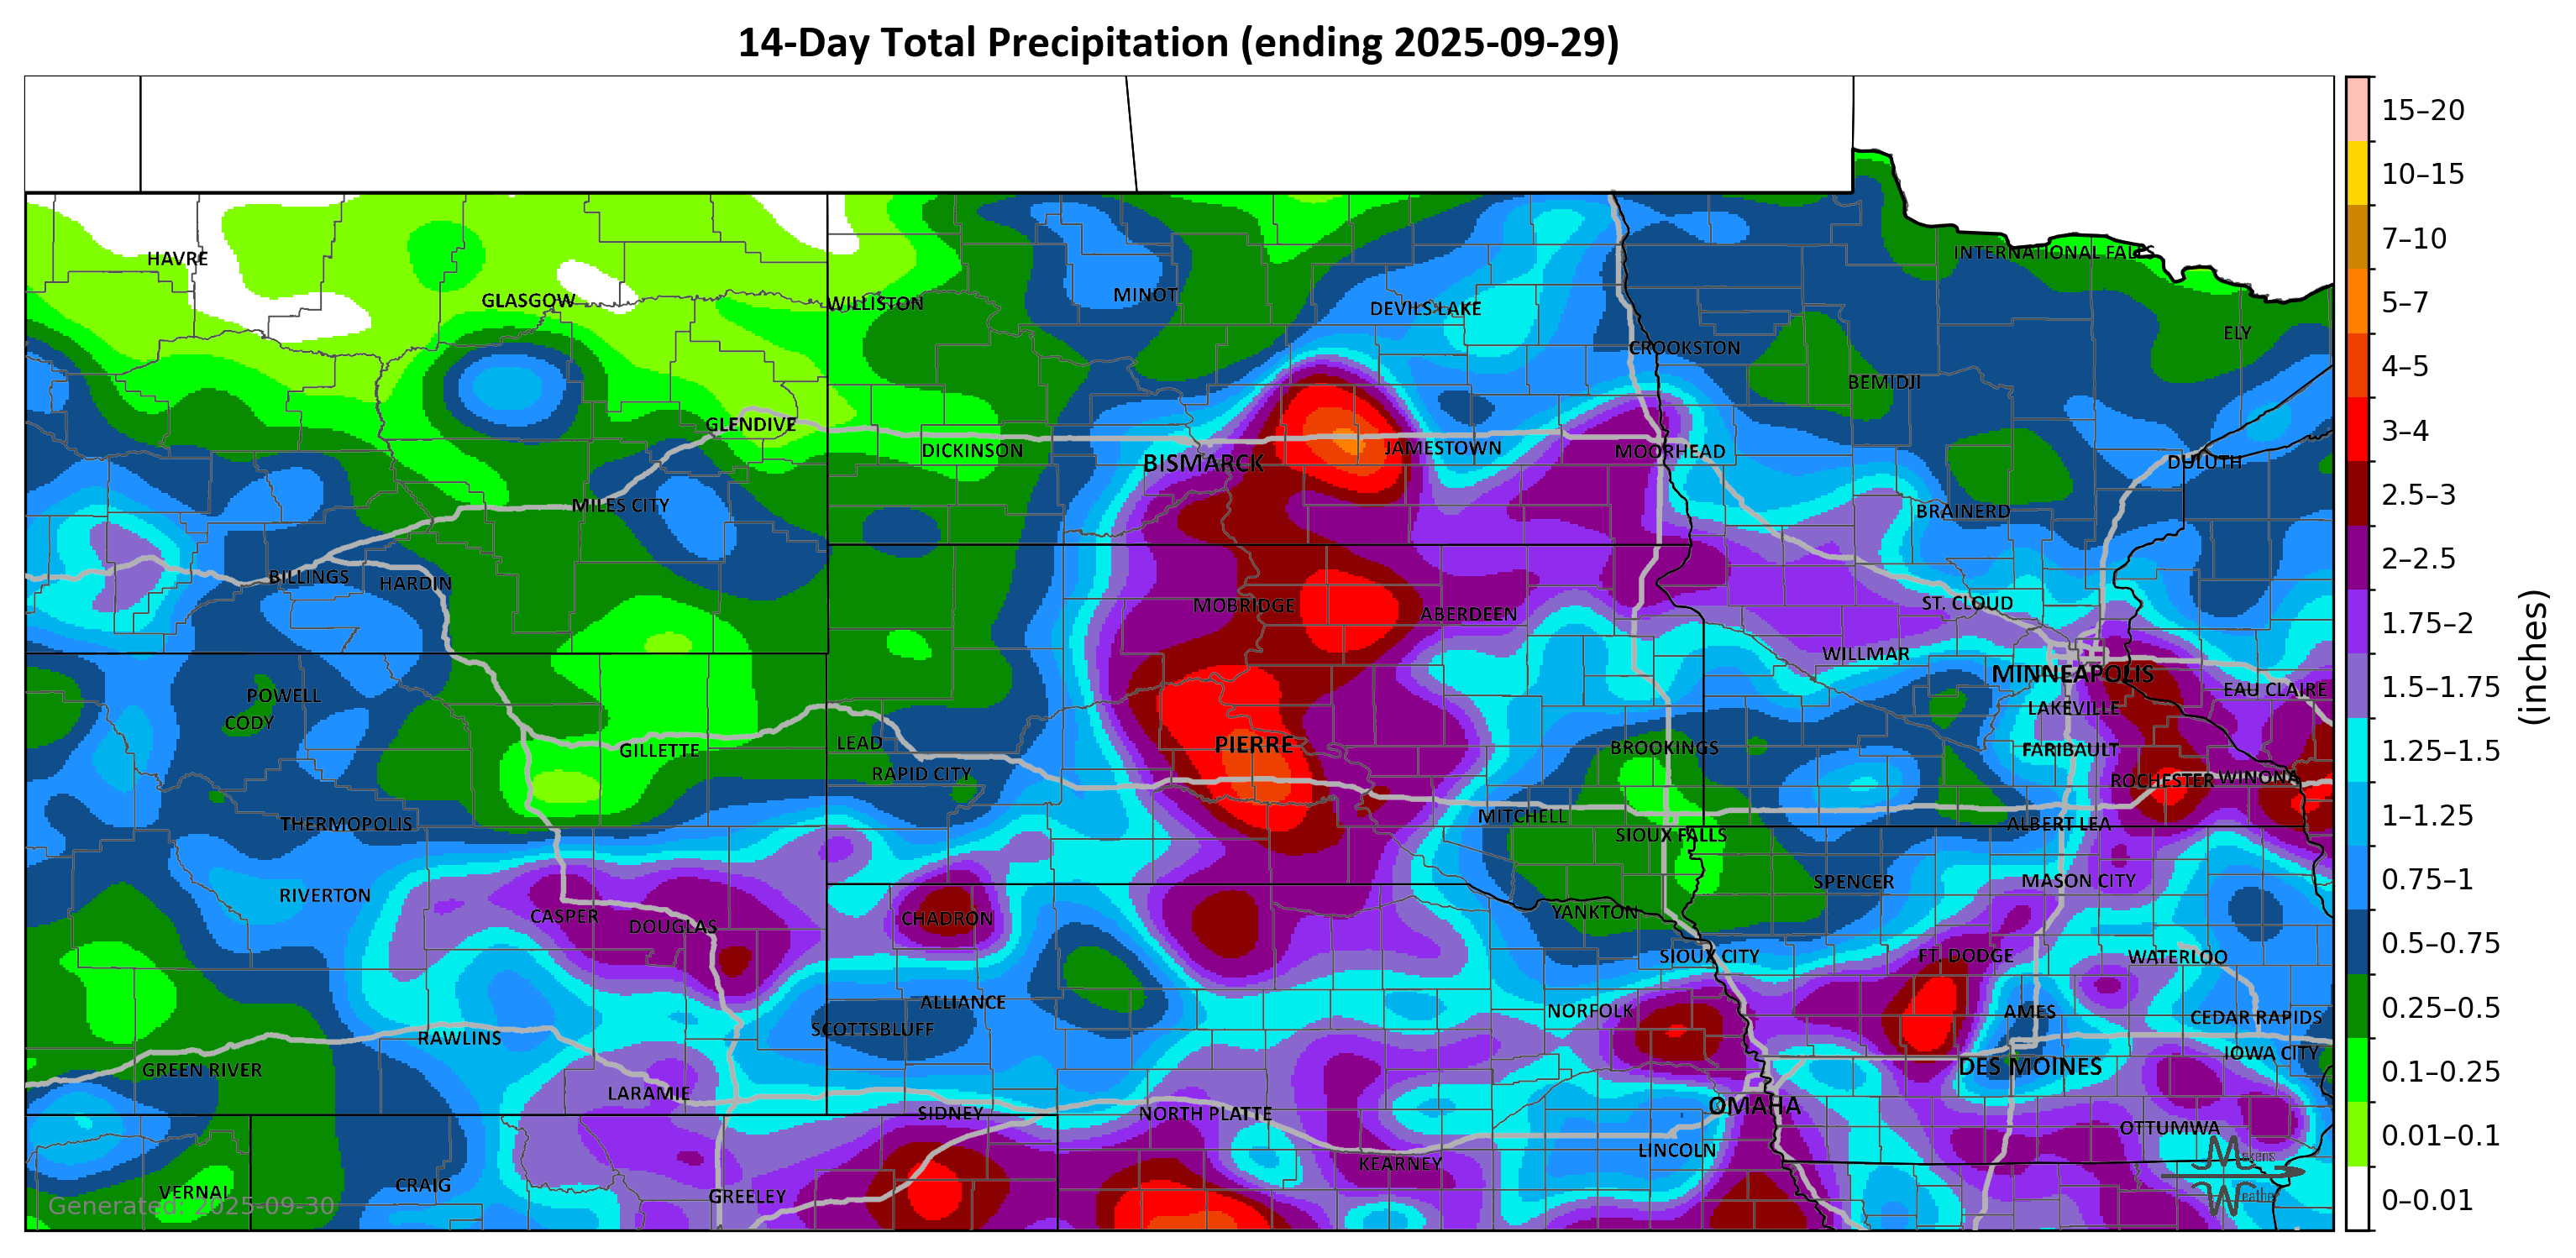 14-Day Total Precipitation (ending 2025-09-29)
15–20
10–15
INTERNATIONAL FALLS
7–10
HAVRE
GLASGOW
WILLISTON
MINOT
DEVILS LAKE
5–7
ELY
CROOKSTON
4–5
BEMIDJI
GLENDIVE
3–4
DICKINSON
BISMARCK
JAMESTOWN
MOORHEAD
DULUTH
2.5–3
MILES CITY
BRAINERD
2–2.5
BILLINGS
HARDIN
MOBRIDGE
ABERDEEN
ST. CLOUD
1.75–2
WILLMAR
MINNEAPOLIS
(inches)
POWELL
EAU CLAIRE
1.5–1.75
CODY
LAKEVILLE
GILLETTE
LEAD
PIERRE
BROOKINGS
FARIBAULT
1.25–1.5
RAPID CITY
ROCHESTER
WINONA
THERMOPOLIS
MITCHELL
SIOUX FALLS
ALBERT LEA
1–1.25
RIVERTON
SPENCER
MASON CITY
0.75–1
CASPER
DOUGLAS
CHADRON
YANKTON
SIOUX CITY
FT. DODGE
WATERLOO
0.5–0.75
ALLIANCE
SCOTTSBLUFF
NORFOLK
AMES
CEDAR RAPIDS
0.25–0.5
RAWLINS
GREEN RIVER
IOWA CITY
DES MOINES
0.1–0.25
LARAMIE
SIDNEY
NORTH PLATTE
OMAHA
OTTUMWA
0.01–0.1
LINCOLN
KEARNEY
Makens
Weather
VERNAL
CRAIG
GREELEY
0–0.01
Generated: 2025-09-30